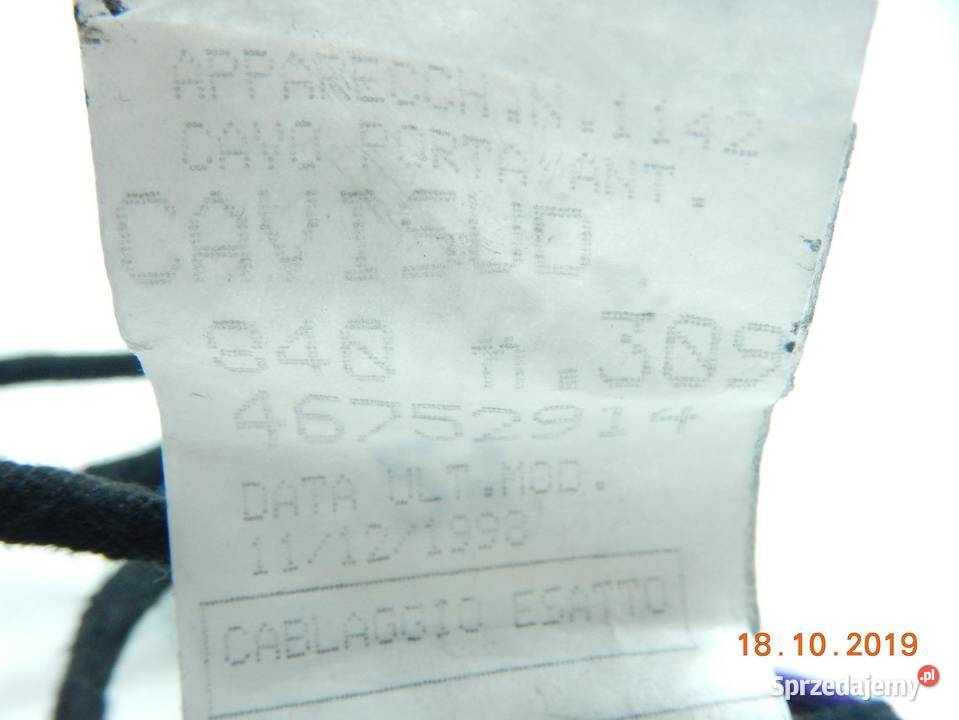 APPARECCH.N.1142
CAVO PORTA ANT.
CAVISUD
840 n.309
46752914
DATA ULT.MOD.
11/12/1998
CABLAGGIO ESATTO
18.10.2019
Sprzedajemy.pl